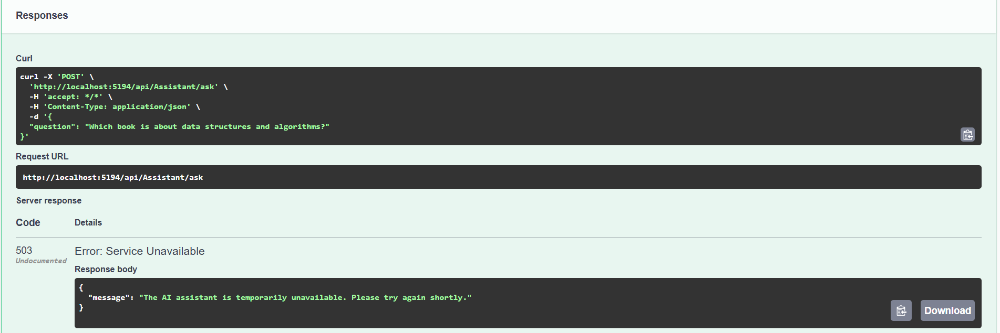 Responses
Curl
curl -X 'POST' \
  'http://localhost:5194/api/Assistant/ask' \
  -H 'accept: */*' \
  -H 'Content-Type: application/json' \
  -d '{
  "question": "Which book is about data structures and algorithms?"
}'
Request URL
http://localhost:5194/api/Assistant/ask
Server response
Code Details
503 Error: Service Unavailable
Undocumented
Response body
{
  "message": "The AI assistant is temporarily unavailable. Please try again shortly."
}
Download